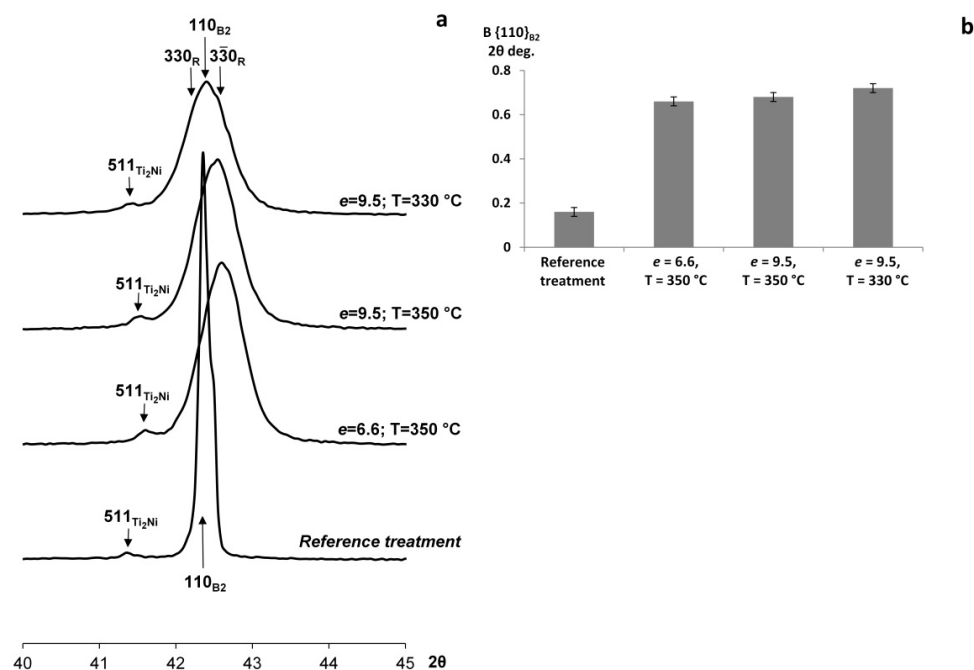 a
110B2
330R
33̅0R
511Ti2Ni
e=9.5; T=330 °C
511Ti2Ni
e=9.5; T=350 °C
511Ti2Ni
e=6.6; T=350 °C
511Ti2Ni
Reference treatment
110B2
40 41 42 43 44 45 2θ
b
B {110}B2
2θ deg.
0.8
0.6
0.4
0.2
0
Reference
treatment
e = 6.6,
T = 350 °C
e = 9.5,
T = 350 °C
e = 9.5,
T = 330 °C